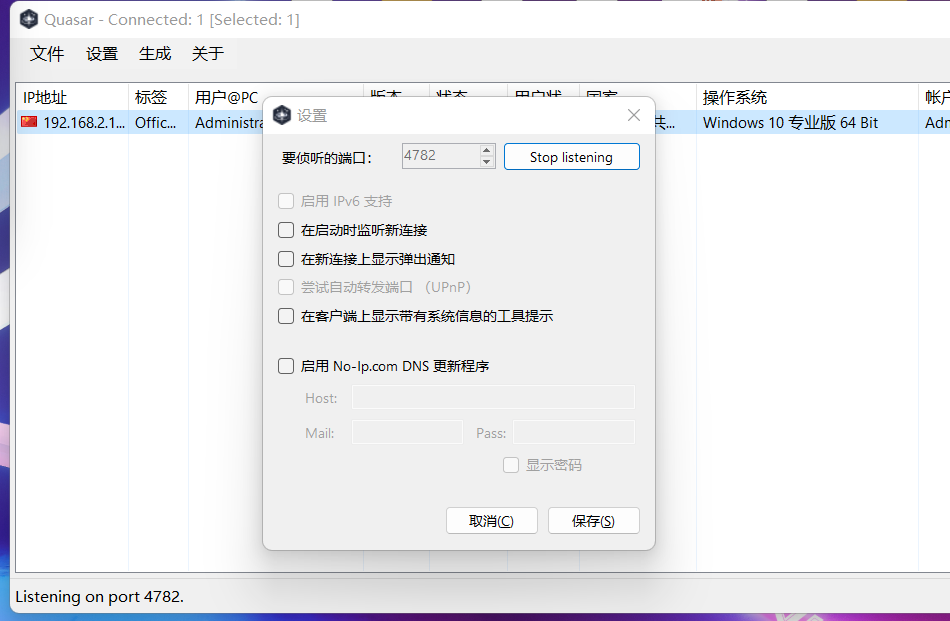 Quasar - Connected: 1 [Selected: 1]
文件 设置 生成 关于
IP地址 标签 用户@PC 版本 状态 用户状 国家 操作系统 帐户
192.168.2.1... Offic... Administra 共... Windows 10 专业版 64 Bit Adm
设置
要侦听的端口: 4782 Stop listening
启用 IPv6 支持
在启动时监听新连接
在新连接上显示弹出通知
尝试自动转发端口 （UPnP）
在客户端上显示带有系统信息的工具提示
启用 No-Ip.com DNS 更新程序
Host:
Mail: Pass:
显示密码
取消(C) 保存(S)
Listening on port 4782.